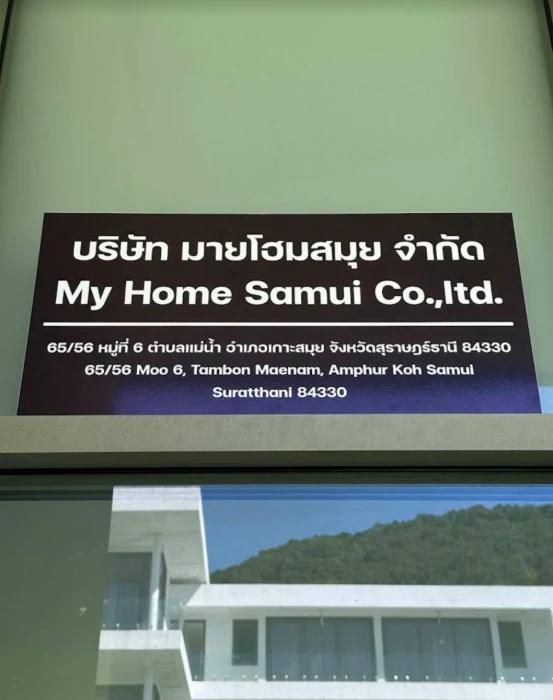 บริษัท มายโฮมสมุย จำกัด
My Home Samui Co.,ltd.
65/56 หมู่ที่ 6 ตำบลแม่น้ำ อำเภอเกาะสมุย จังหวัดสุราษฎร์ธานี 84330
65/56 Moo 6, Tambon Maenam, Amphur Koh Samui
Suratthani 84330